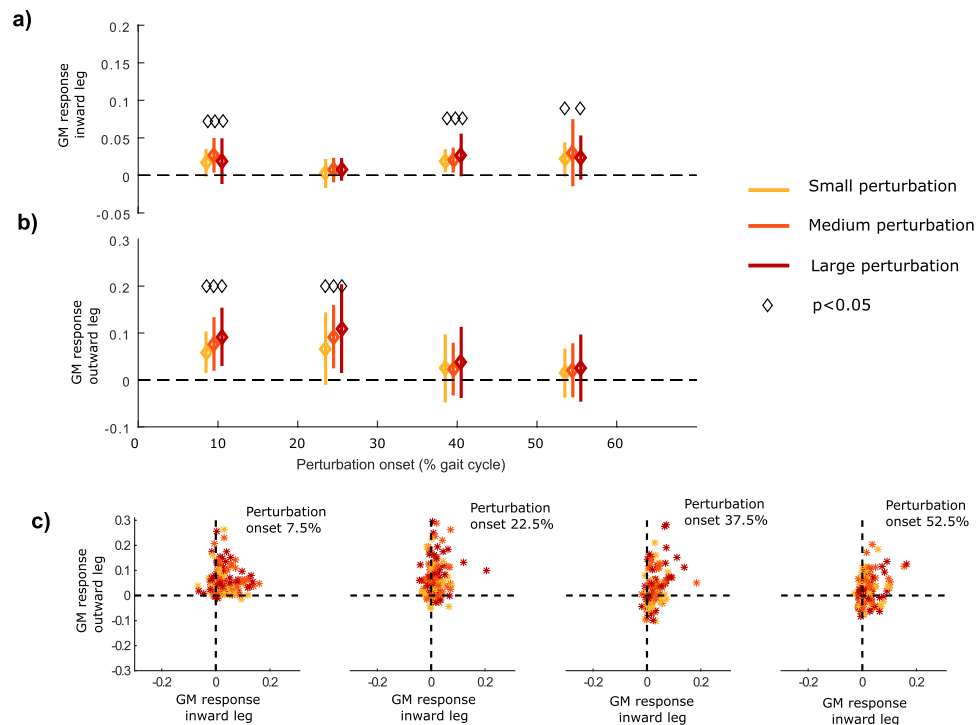 a)
0.2
0.15
0.1
0.05
0
-0.05
GM response
inward leg
b)
0.3
0.2
0.1
0
-0.1
GM response
outward leg
0 10 20 30 40 50 60
Perturbation onset (% gait cycle)
Small perturbation
Medium perturbation
Large perturbation
p<0.05
c)
Perturbation
onset 7.5%
Perturbation
onset 22.5%
Perturbation
onset 37.5%
Perturbation
onset 52.5%
0.3
0.2
0.1
0
-0.1
-0.2
-0.3
GM response
outward leg
-0.2 0 0.2
GM response
inward leg
-0.2 0 0.2
GM response
inward leg
-0.2 0 0.2
GM response
inward leg
-0.2 0 0.2
GM response
inward leg